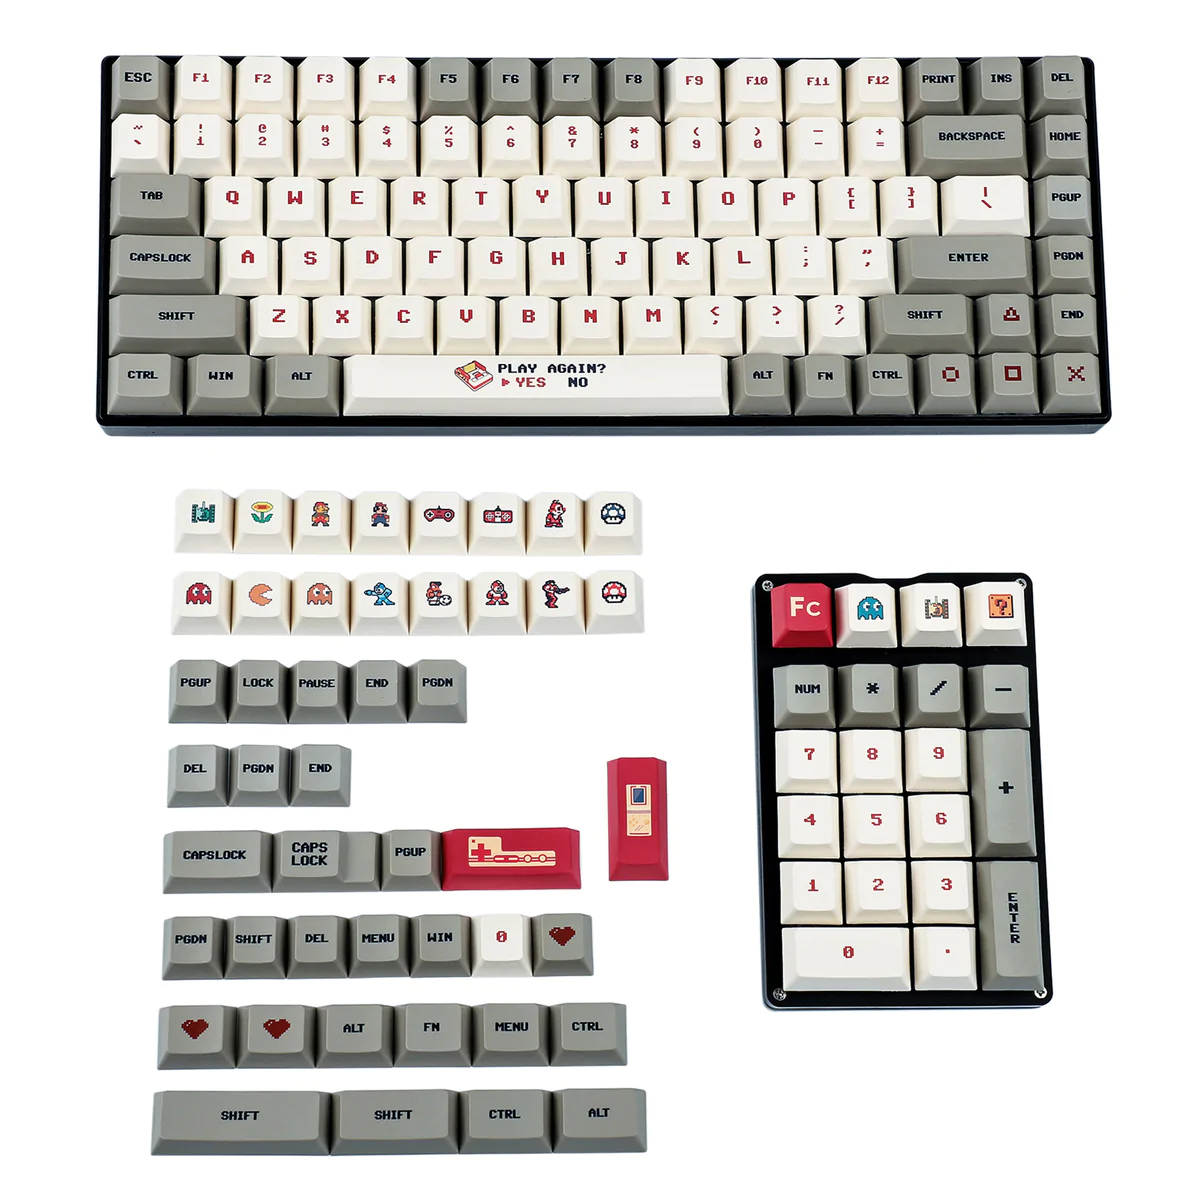 ESC F1 F2 F3 F4 F5 F6 F7 F8 F9 F10 F11 F12 PRINT INS DEL
~ ! @ # $ % ^ & * ( ) — +
` 1 2 3 4 5 6 7 8 9 0 - = BACKSPACE HOME
TAB Q W E R T Y U I O P { [ } ] ! \ PGUP
CAPSLOCK A S D F G H J K L : ; " , ENTER PGDN
SHIFT Z X C V B N M < , > . ? / SHIFT END
CTRL WIN ALT PLAY AGAIN? ALT FN CTRL
YES NO
Fc ?
PGUP LOCK PAUSE END PGDN
NUM * / —
DEL PGDN END
7 8 9 +
4 5 6
CAPSLOCK CAPS LOCK PGUP
1 2 3 ENTER
PGDN SHIFT DEL MENU WIN 0
0 .
ALT FN MENU CTRL
SHIFT SHIFT CTRL ALT